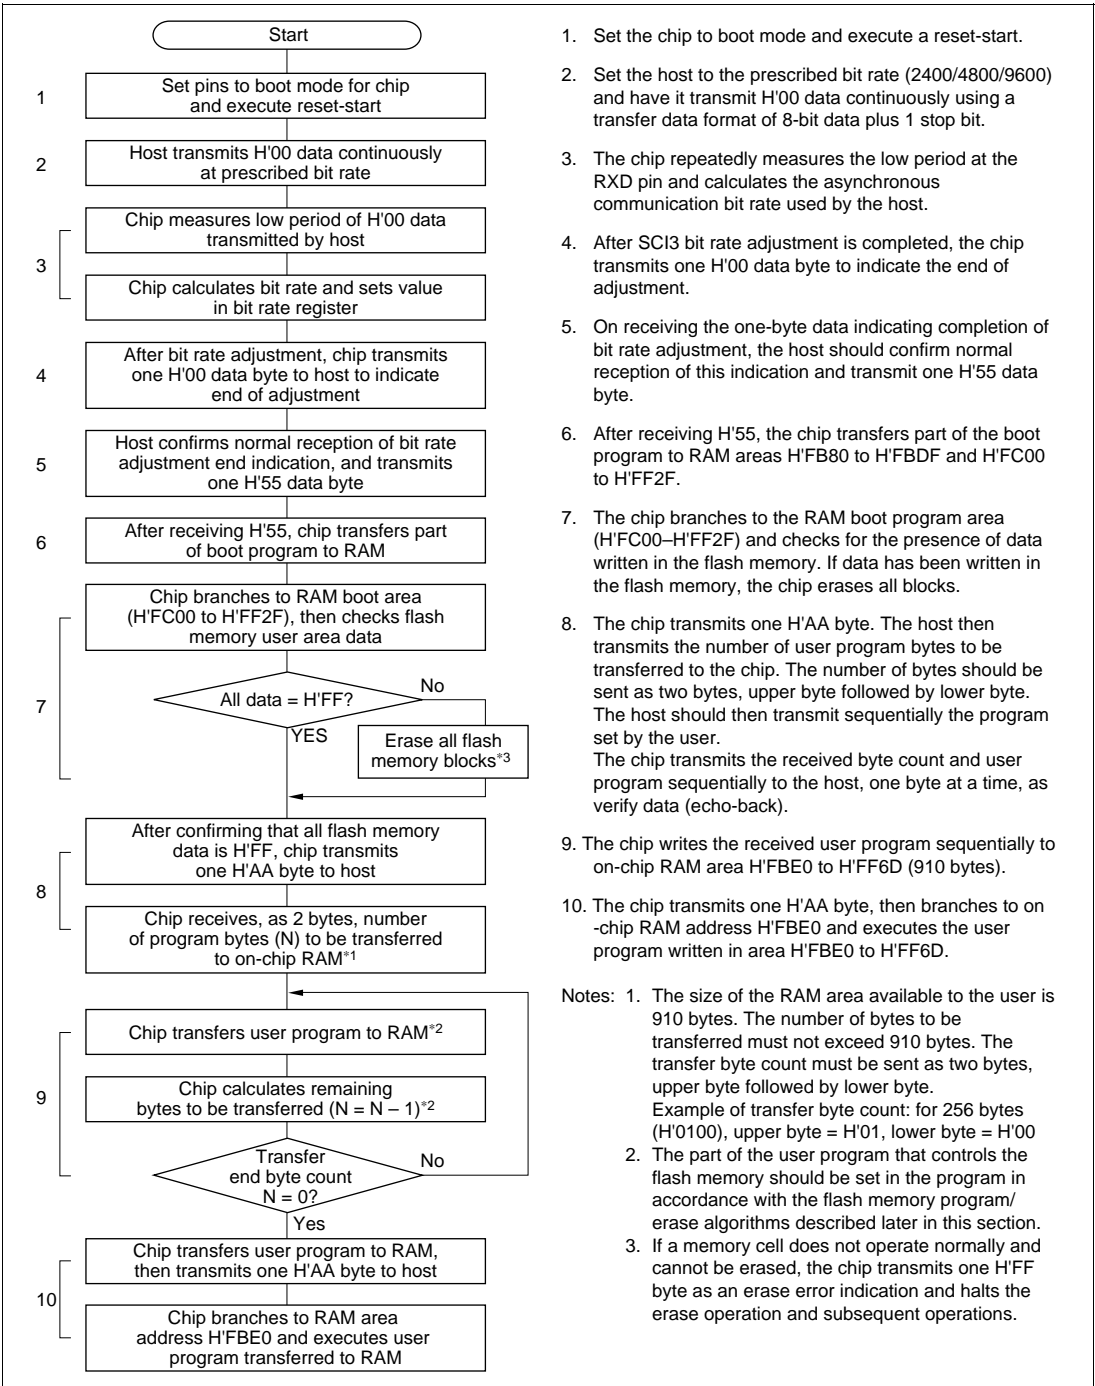 Start
1
Set pins to boot mode for chip
and execute reset-start
2
Host transmits H'00 data continuously
at prescribed bit rate
Chip measures low period of H'00 data
transmitted by host
3
Chip calculates bit rate and sets value
in bit rate register
4
After bit rate adjustment, chip transmits
one H'00 data byte to host to indicate
end of adjustment
5
Host confirms normal reception of bit rate
adjustment end indication, and transmits
one H'55 data byte
6
After receiving H'55, chip transfers part
of boot program to RAM
Chip branches to RAM boot area
(H'FC00 to H'FF2F), then checks flash
memory user area data
7
All data = H'FF?
No
YES
Erase all flash
memory blocks*3
After confirming that all flash memory
data is H'FF, chip transmits
one H'AA byte to host
8
Chip receives, as 2 bytes, number
of program bytes (N) to be transferred
to on-chip RAM*1
Chip transfers user program to RAM*2
9
Chip calculates remaining
bytes to be transferred (N = N – 1)*2
Transfer
end byte count
N = 0?
No
Yes
Chip transfers user program to RAM,
then transmits one H'AA byte to host
10
Chip branches to RAM area
address H'FBE0 and executes user
program transferred to RAM
1. Set the chip to boot mode and execute a reset-start.
2. Set the host to the prescribed bit rate (2400/4800/9600)
and have it transmit H'00 data continuously using a
transfer data format of 8-bit data plus 1 stop bit.
3. The chip repeatedly measures the low period at the
RXD pin and calculates the asynchronous
communication bit rate used by the host.
4. After SCI3 bit rate adjustment is completed, the chip
transmits one H'00 data byte to indicate the end of
adjustment.
5. On receiving the one-byte data indicating completion of
bit rate adjustment, the host should confirm normal
reception of this indication and transmit one H'55 data
byte.
6. After receiving H'55, the chip transfers part of the boot
program to RAM areas H'FB80 to H'FBDF and H'FC00
to H'FF2F.
7. The chip branches to the RAM boot program area
(H'FC00–H'FF2F) and checks for the presence of data
written in the flash memory. If data has been written in
the flash memory, the chip erases all blocks.
8. The chip transmits one H'AA byte. The host then
transmits the number of user program bytes to be
transferred to the chip. The number of bytes should be
sent as two bytes, upper byte followed by lower byte.
The host should then transmit sequentially the program
set by the user.
The chip transmits the received byte count and user
program sequentially to the host, one byte at a time, as
verify data (echo-back).
9. The chip writes the received user program sequentially to
on-chip RAM area H'FBE0 to H'FF6D (910 bytes).
10. The chip transmits one H'AA byte, then branches to on
-chip RAM address H'FBE0 and executes the user
program written in area H'FBE0 to H'FF6D.
Notes: 1. The size of the RAM area available to the user is
910 bytes. The number of bytes to be
transferred must not exceed 910 bytes. The
transfer byte count must be sent as two bytes,
upper byte followed by lower byte.
Example of transfer byte count: for 256 bytes
(H'0100), upper byte = H'01, lower byte = H'00
2. The part of the user program that controls the
flash memory should be set in the program in
accordance with the flash memory program/
erase algorithms described later in this section.
3. If a memory cell does not operate normally and
cannot be erased, the chip transmits one H'FF
byte as an erase error indication and halts the
erase operation and subsequent operations.